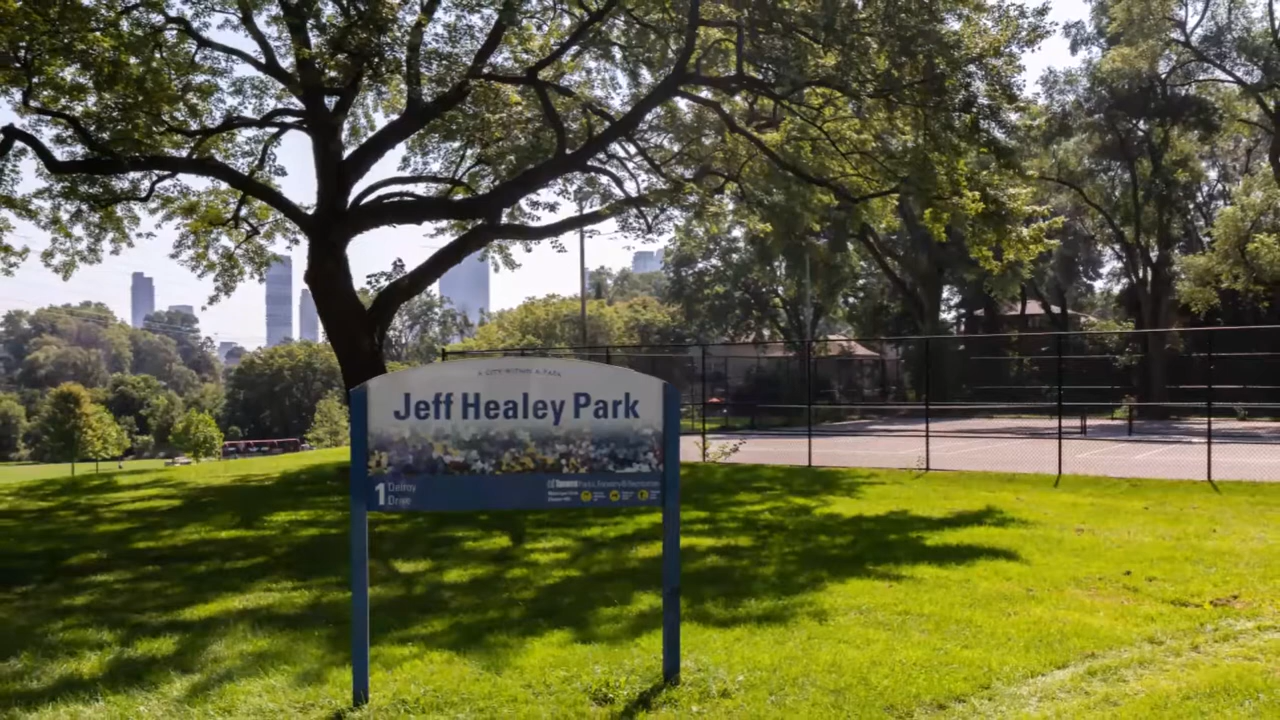 A CITY WITHIN A PARK
Jeff Healey Park
1 Delroy
Drive
Toronto Parks, Forestry & Recreation